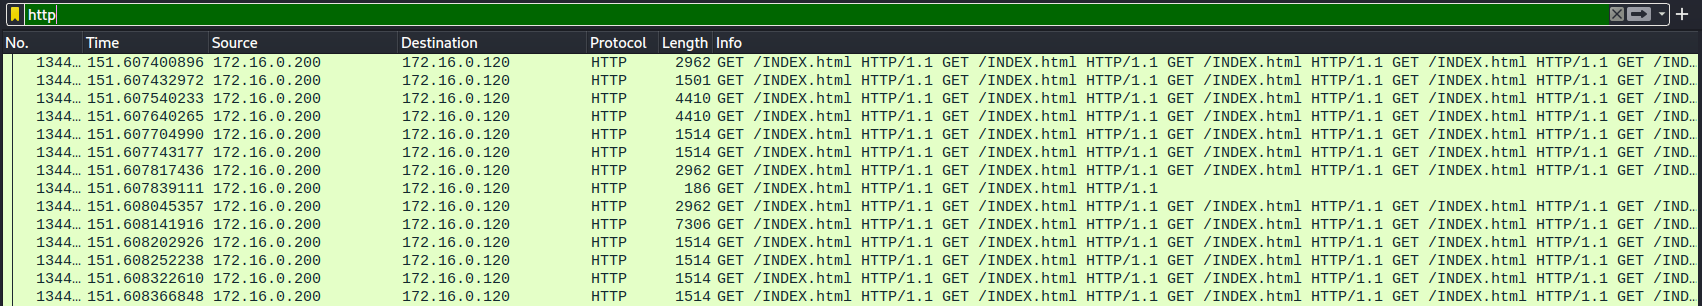 http
No. Time Source Destination Protocol Length Info
1344… 151.607400896 172.16.0.200 172.16.0.120 HTTP 2962 GET /INDEX.html HTTP/1.1 GET /INDEX.html HTTP/1.1 GET /INDEX.html HTTP/1.1 GET /INDEX.html HTTP/1.1 GET /IND…
1344… 151.607432972 172.16.0.200 172.16.0.120 HTTP 1501 GET /INDEX.html HTTP/1.1 GET /INDEX.html HTTP/1.1 GET /INDEX.html HTTP/1.1 GET /INDEX.html HTTP/1.1 GET /IND…
1344… 151.607540233 172.16.0.200 172.16.0.120 HTTP 4410 GET /INDEX.html HTTP/1.1 GET /INDEX.html HTTP/1.1 GET /INDEX.html HTTP/1.1 GET /INDEX.html HTTP/1.1 GET /IND…
1344… 151.607640265 172.16.0.200 172.16.0.120 HTTP 4410 GET /INDEX.html HTTP/1.1 GET /INDEX.html HTTP/1.1 GET /INDEX.html HTTP/1.1 GET /INDEX.html HTTP/1.1 GET /IND…
1344… 151.607704990 172.16.0.200 172.16.0.120 HTTP 1514 GET /INDEX.html HTTP/1.1 GET /INDEX.html HTTP/1.1 GET /INDEX.html HTTP/1.1 GET /INDEX.html HTTP/1.1 GET /IND…
1344… 151.607743177 172.16.0.200 172.16.0.120 HTTP 1514 GET /INDEX.html HTTP/1.1 GET /INDEX.html HTTP/1.1 GET /INDEX.html HTTP/1.1 GET /INDEX.html HTTP/1.1 GET /IND…
1344… 151.607817436 172.16.0.200 172.16.0.120 HTTP 2962 GET /INDEX.html HTTP/1.1 GET /INDEX.html HTTP/1.1 GET /INDEX.html HTTP/1.1 GET /INDEX.html HTTP/1.1 GET /IND…
1344… 151.607839111 172.16.0.200 172.16.0.120 HTTP 186 GET /INDEX.html HTTP/1.1 GET /INDEX.html HTTP/1.1
1344… 151.608045357 172.16.0.200 172.16.0.120 HTTP 2962 GET /INDEX.html HTTP/1.1 GET /INDEX.html HTTP/1.1 GET /INDEX.html HTTP/1.1 GET /INDEX.html HTTP/1.1 GET /IND…
1344… 151.608141916 172.16.0.200 172.16.0.120 HTTP 7306 GET /INDEX.html HTTP/1.1 GET /INDEX.html HTTP/1.1 GET /INDEX.html HTTP/1.1 GET /INDEX.html HTTP/1.1 GET /IND…
1344… 151.608202926 172.16.0.200 172.16.0.120 HTTP 1514 GET /INDEX.html HTTP/1.1 GET /INDEX.html HTTP/1.1 GET /INDEX.html HTTP/1.1 GET /INDEX.html HTTP/1.1 GET /IND…
1344… 151.608252238 172.16.0.200 172.16.0.120 HTTP 1514 GET /INDEX.html HTTP/1.1 GET /INDEX.html HTTP/1.1 GET /INDEX.html HTTP/1.1 GET /INDEX.html HTTP/1.1 GET /IND…
1344… 151.608322610 172.16.0.200 172.16.0.120 HTTP 1514 GET /INDEX.html HTTP/1.1 GET /INDEX.html HTTP/1.1 GET /INDEX.html HTTP/1.1 GET /INDEX.html HTTP/1.1 GET /IND…
1344… 151.608366848 172.16.0.200 172.16.0.120 HTTP 1514 GET /INDEX.html HTTP/1.1 GET /INDEX.html HTTP/1.1 GET /INDEX.html HTTP/1.1 GET /INDEX.html HTTP/1.1 GET /IND…